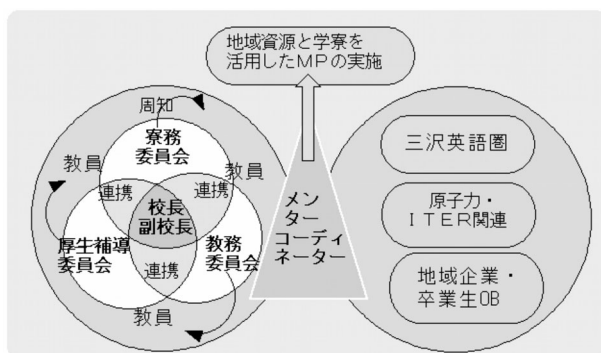 地域資源と学寮を
活用したMPの実施
周知
寮務
委員会
教員
教員
連携
連携
校長
副校長
厚生補導
委員会
教務
委員会
連携
教員
メン
ター
コーディ
ネーター
三沢英語圏
原子力・
ITER関連
地域企業・
卒業生OB